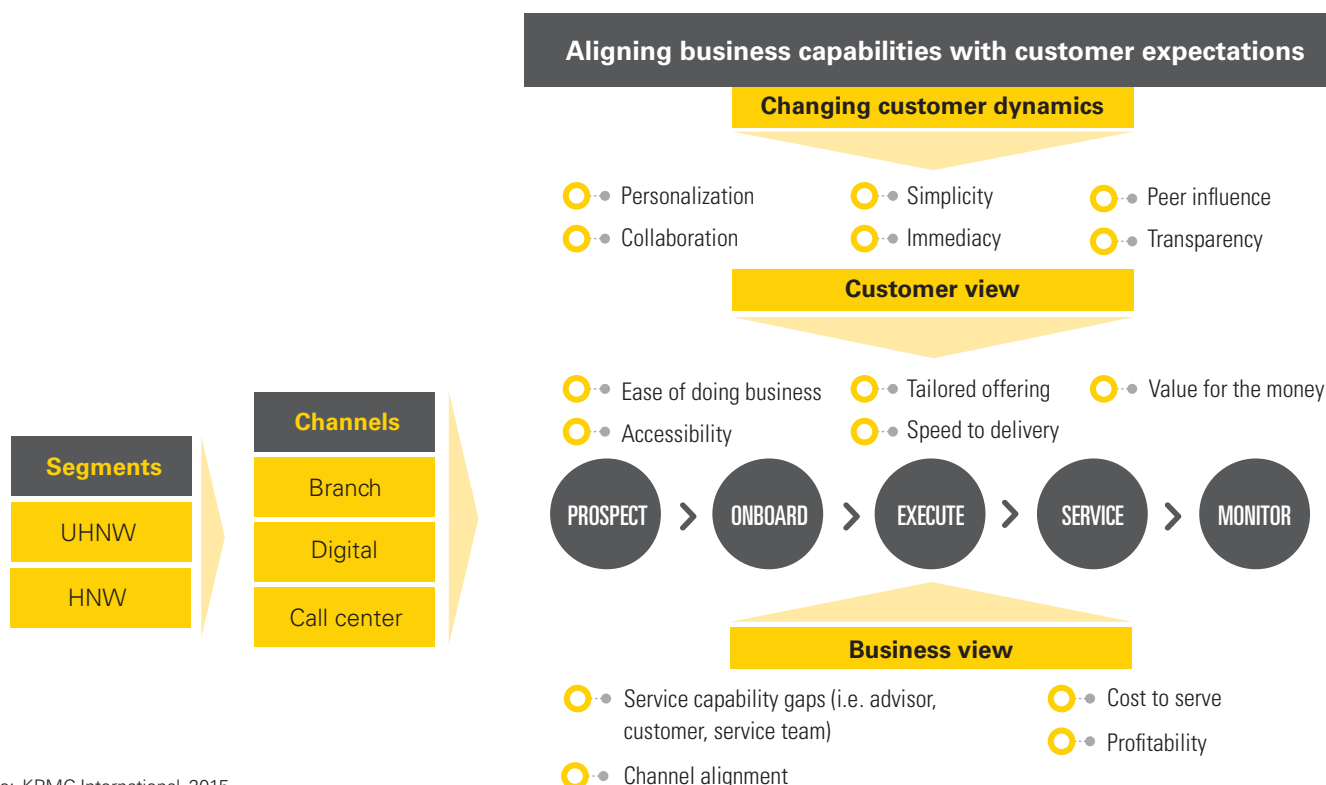 Aligning business capabilities with customer expectations
Changing customer dynamics
Personalization
Simplicity
Peer influence
Collaboration
Immediacy
Transparency
Customer view
Ease of doing business
Tailored offering
Value for the money
Accessibility
Speed to delivery
Segments
UHNW
HNW
Channels
Branch
Digital
Call center
PROSPECT
ONBOARD
EXECUTE
SERVICE
MONITOR
Business view
Service capability gaps (i.e. advisor,
customer, service team)
Cost to serve
Profitability
Channel alignment
International, 2015